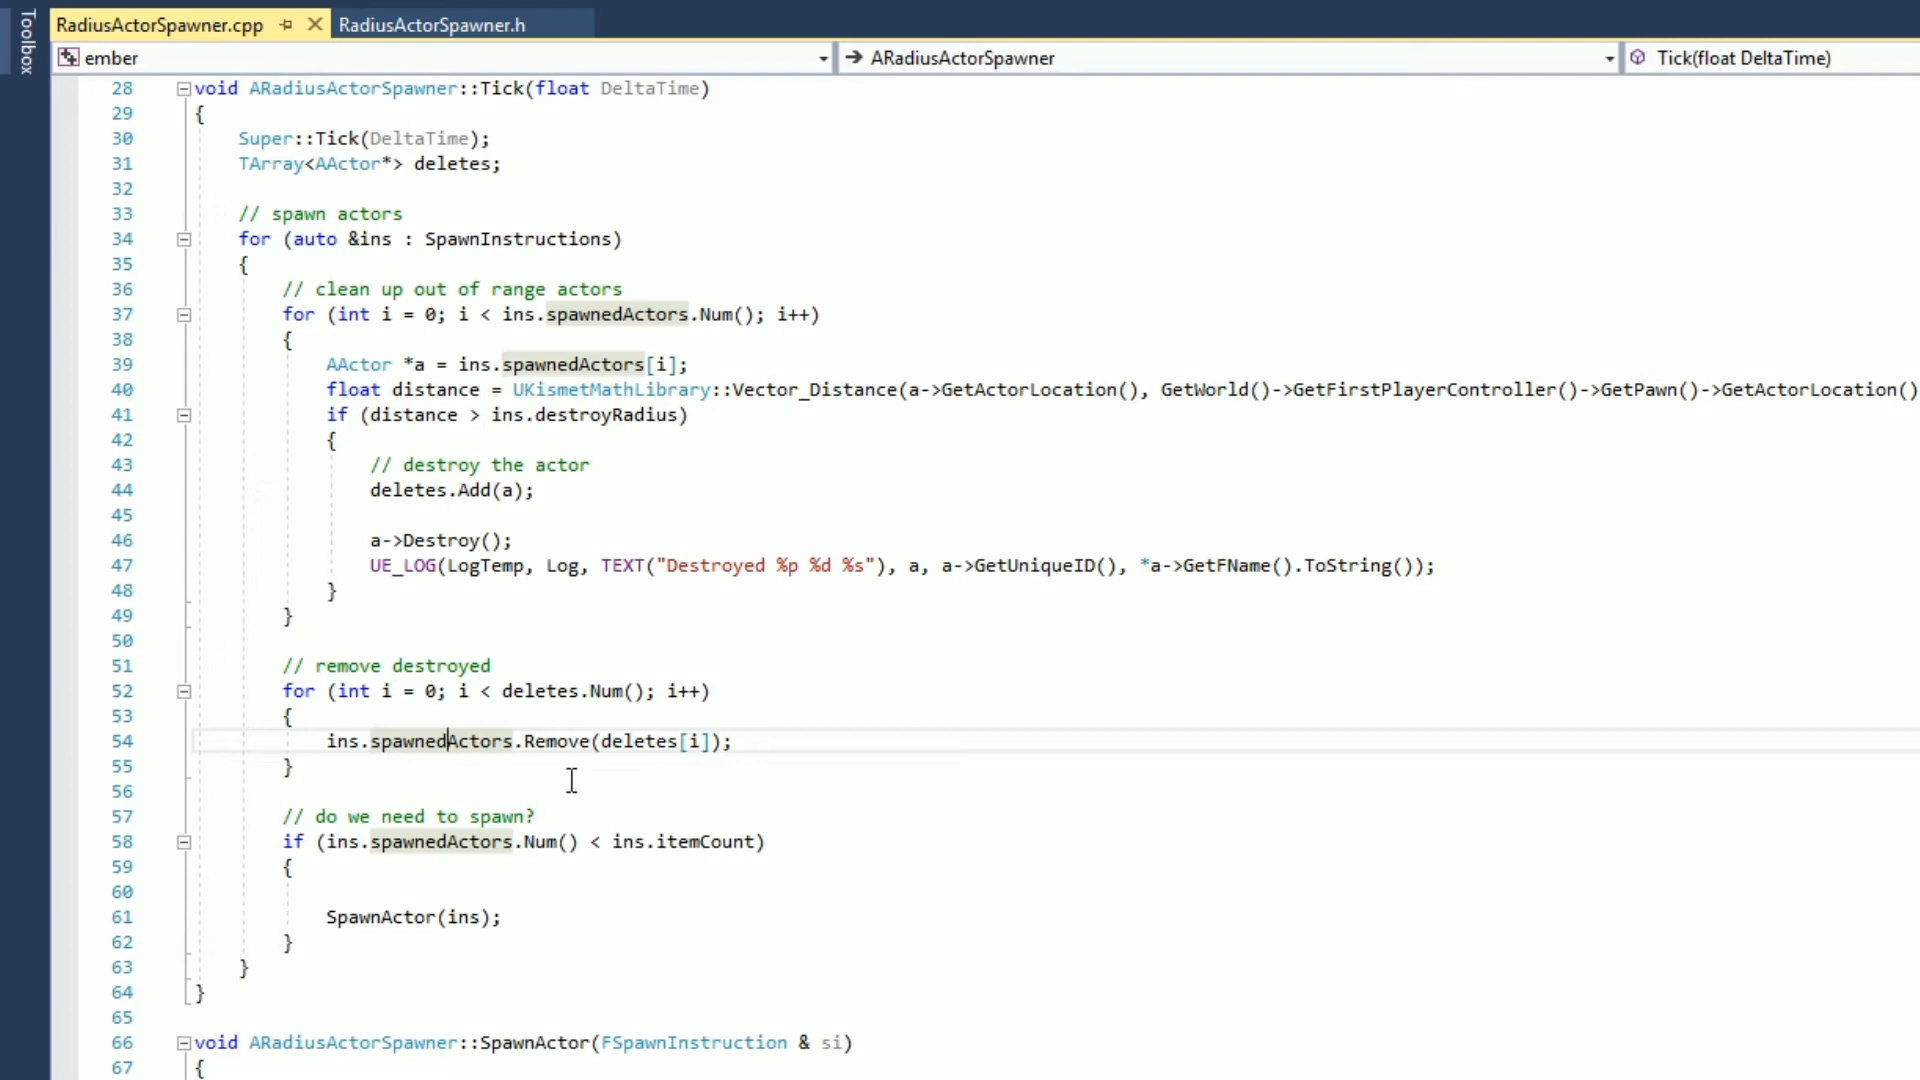 Toolbox
RadiusActorSpawner.cpp
RadiusActorSpawner.h
ember
ARadiusActorSpawner
Tick(float DeltaTime)
28 void ARadiusActorSpawner::Tick(float DeltaTime)
29 {
30 Super::Tick(DeltaTime);
31 TArray<AActor*> deletes;
32
33 // spawn actors
34 for (auto &ins : SpawnInstructions)
35 {
36 // clean up out of range actors
37 for (int i = 0; i < ins.spawnedActors.Num(); i++)
38 {
39 AActor *a = ins.spawnedActors[i];
40 float distance = UKismetMathLibrary::Vector_Distance(a->GetActorLocation(), GetWorld()->GetFirstPlayerController()->GetPawn()->GetActorLocation()
41 if (distance > ins.destroyRadius)
42 {
43 // destroy the actor
44 deletes.Add(a);
45
46 a->Destroy();
47 UE_LOG(LogTemp, Log, TEXT("Destroyed %p %d %s"), a, a->GetUniqueID(), *a->GetFName().ToString());
48 }
49 }
50
51 // remove destroyed
52 for (int i = 0; i < deletes.Num(); i++)
53 {
54 ins.spawnedActors.Remove(deletes[i]);
55 }
56
57 // do we need to spawn?
58 if (ins.spawnedActors.Num() < ins.itemCount)
59 {
60
61 SpawnActor(ins);
62 }
63 }
64 }
65
66 void ARadiusActorSpawner::SpawnActor(FSpawnInstruction & si)
67 {